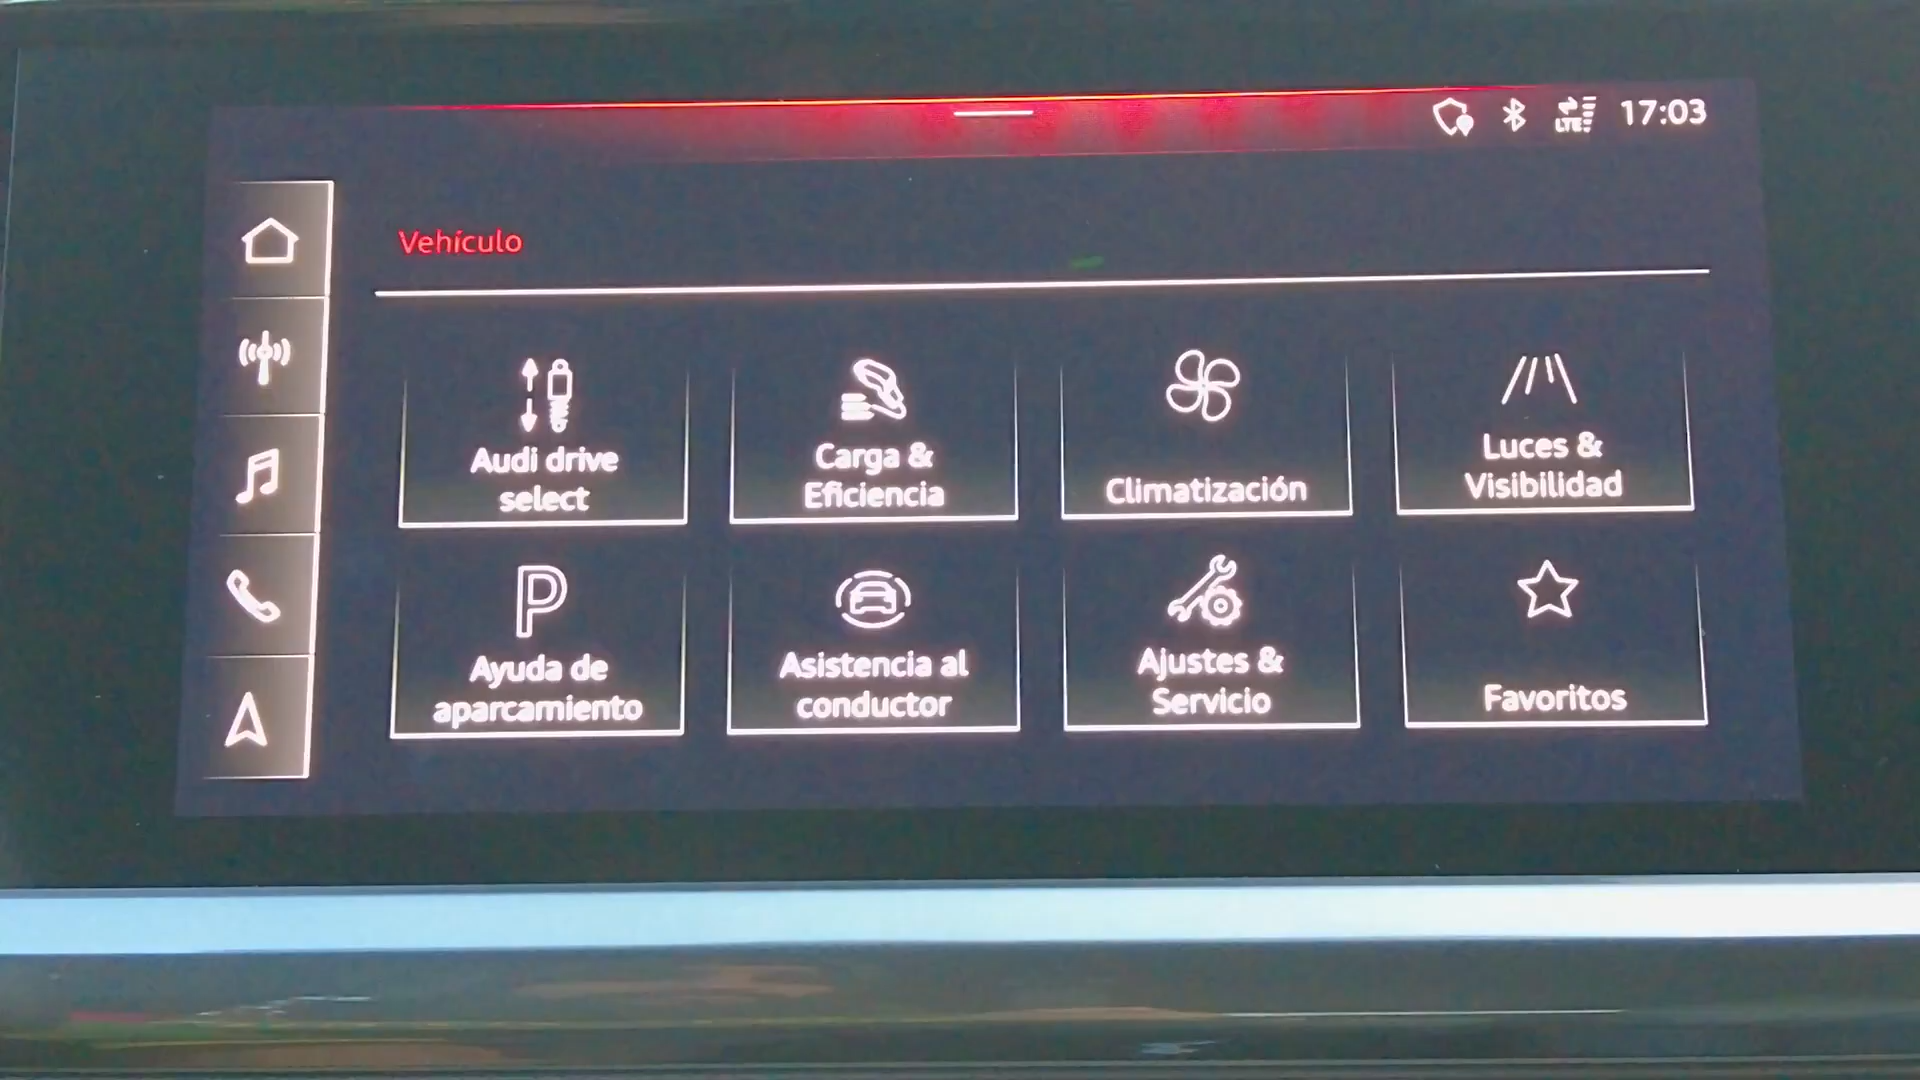 LTE 17:03
Vehículo
Audi drive
select
Carga &
Eficiencia
Climatización
Luces &
Visibilidad
P
Ayuda de
aparcamiento
Asistencia al
conductor
Ajustes &
Servicio
Favoritos